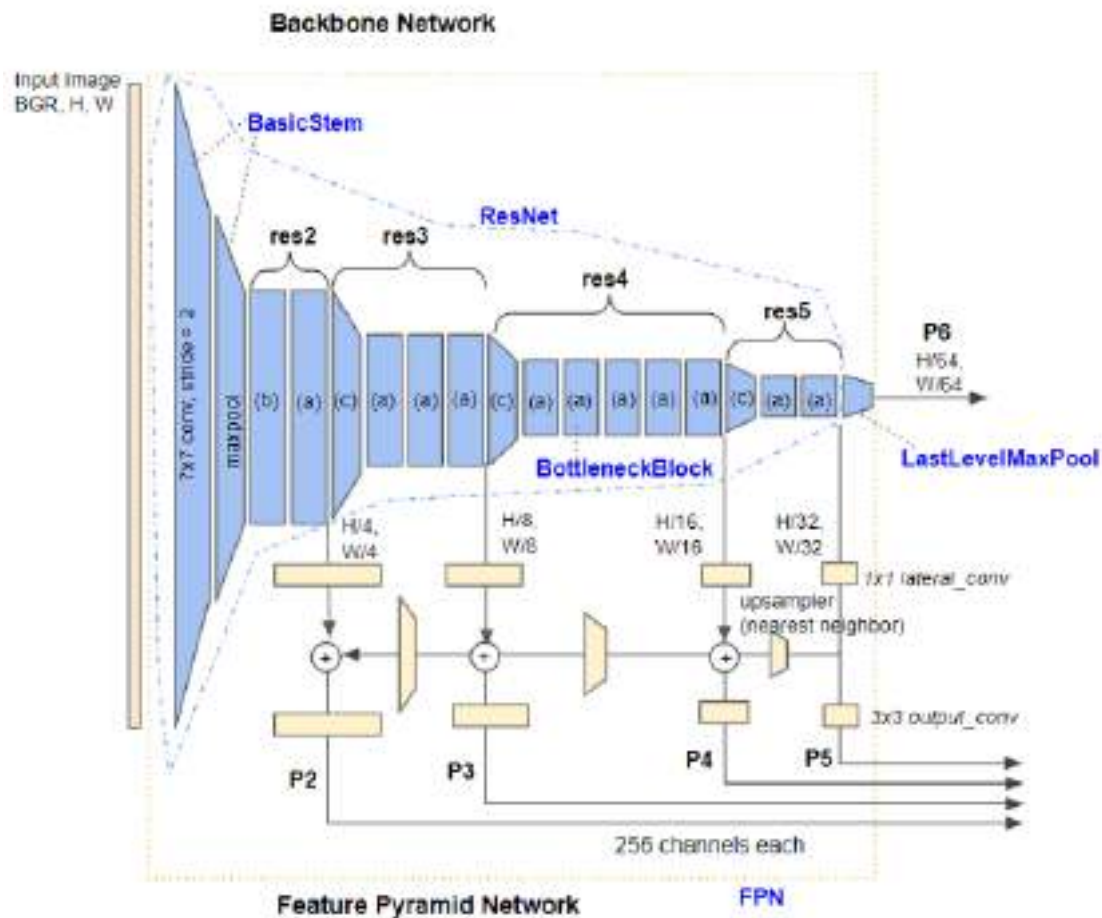 Backbone Network
Input Image
BGR, H, W
BasicStem
ResNet
res2
res3
res4
res5
P6
H/64,
W/64
7x7 conv, stride = 2
maxpool
(b)
(a)
(c)
(a)
(a)
(a)
(c)
(a)
(a)
(a)
(a)
(a)
(c)
(a)
(a)
BottleneckBlock
LastLevelMaxPool
H/4,
W/4
H/8,
W/8
H/16,
W/16
H/32,
W/32
1x1 lateral_conv
upsampler
(nearest neighbor)
+
+
+
3x3 output_conv
P2
P3
P4
P5
256 channels each
Feature Pyramid Network
FPN